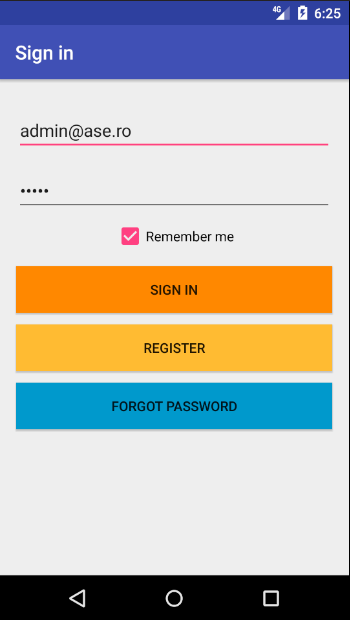 4G 6:25
Sign in
admin@ase.ro
•••••
Remember me
SIGN IN
REGISTER
FORGOT PASSWORD